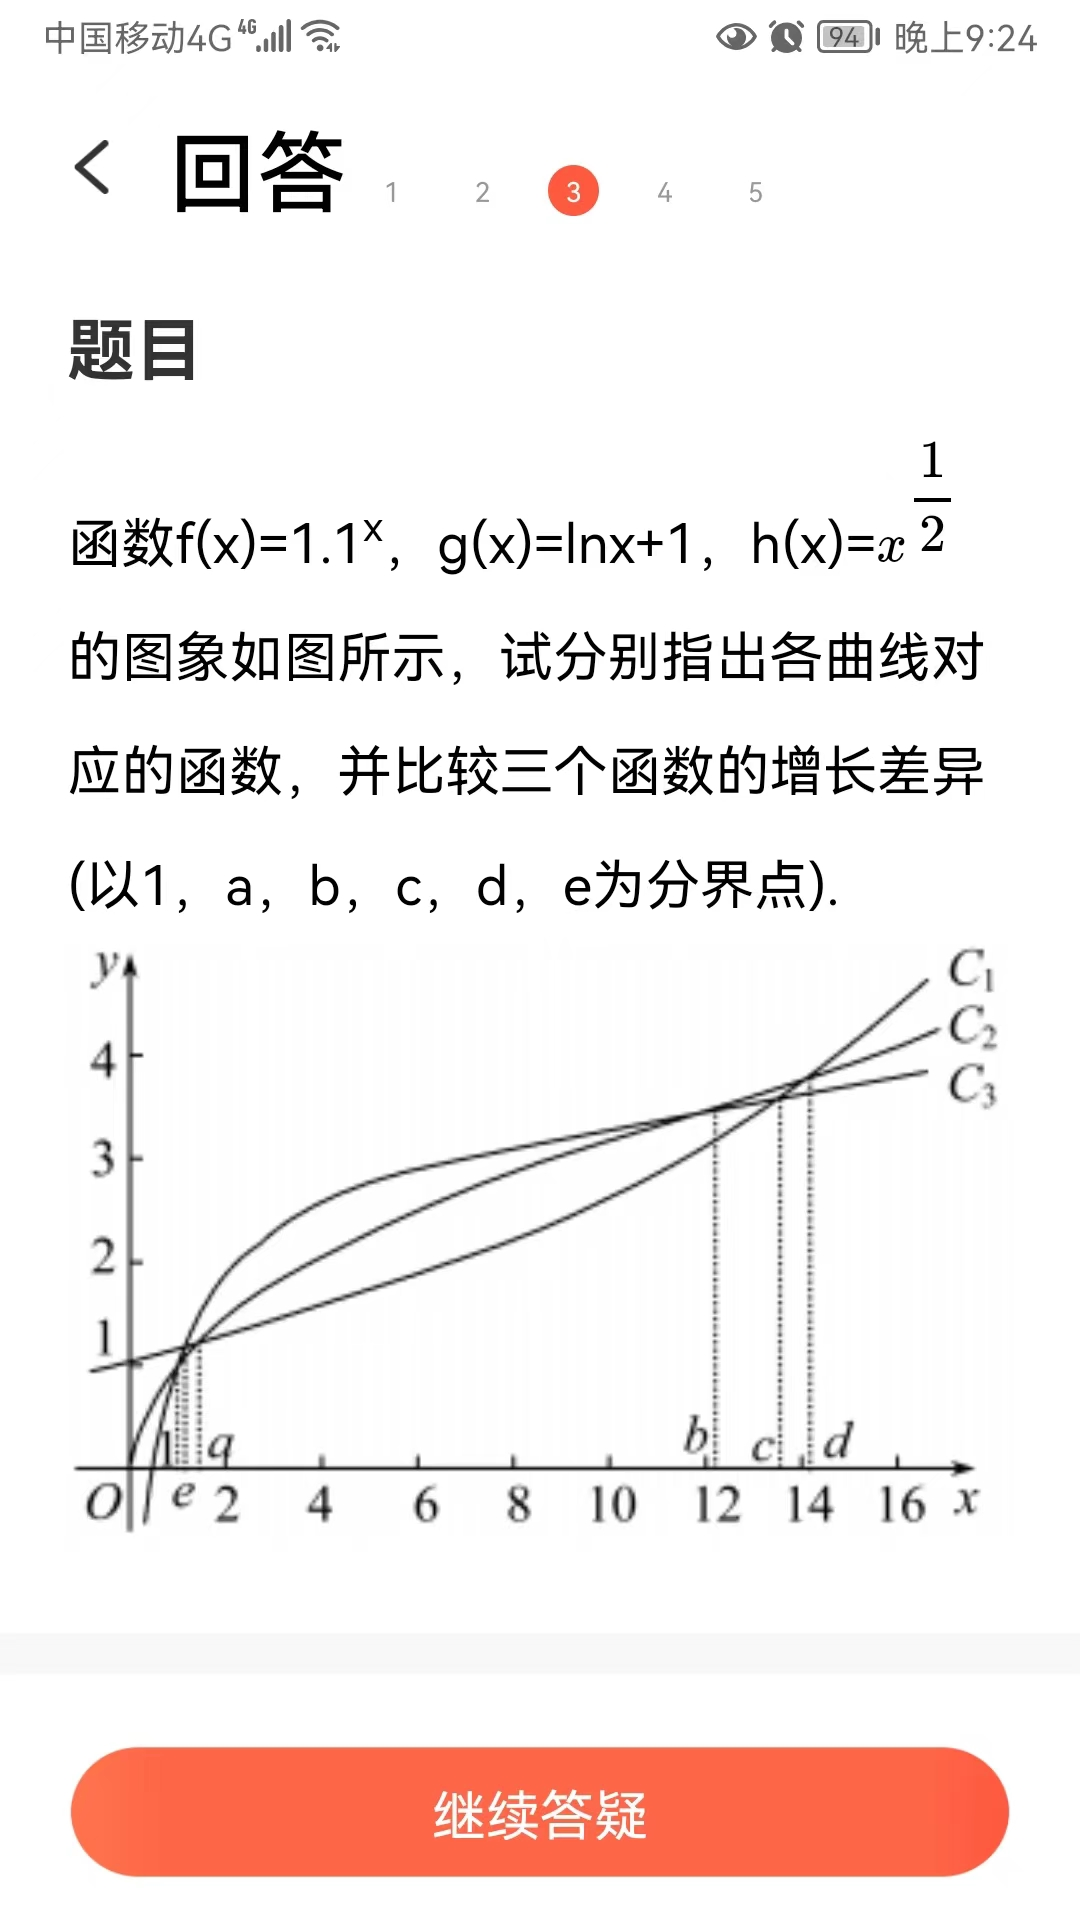 中国移动4G 4G 94 晚上9:24
回答 1 2 3 4 5
题目
函数f(x)=1.1ˣ，g(x)=lnx+1，h(x)=x^(1/2)
的图象如图所示，试分别指出各曲线对
应的函数，并比较三个函数的增长差异
(以1，a，b，c，d，e为分界点).
y C₁
C₂
4 C₃
3
2
1
1 a b c d
O e 2 4 6 8 10 12 14 16 x
继续答疑